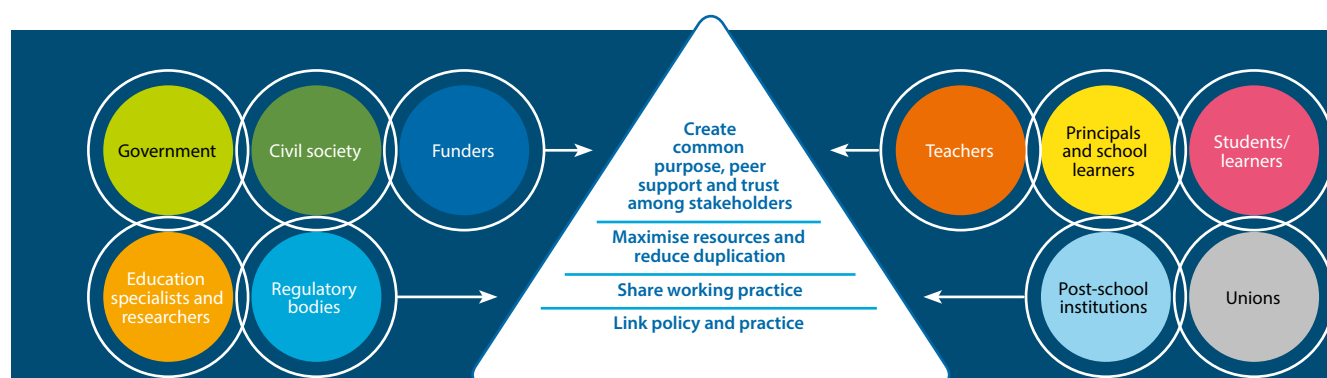 Government
Civil society
Funders
Education
specialists and
researchers
Regulatory
bodies
Create
common
purpose, peer
support and trust
among stakeholders
Maximise resources and
reduce duplication
Share working practice
Link policy and practice
Teachers
Principals
and school
learners
Students/
learners
Post-school
institutions
Unions